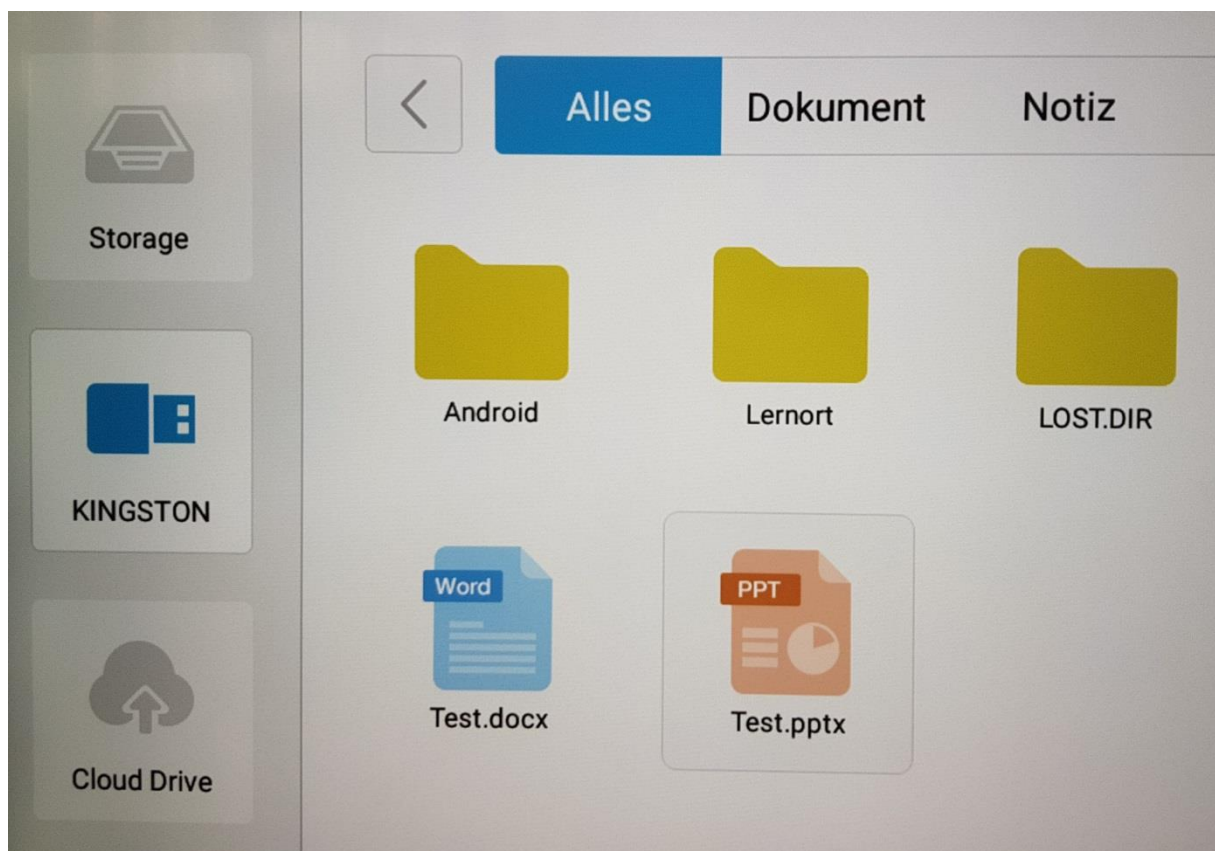 Alles
Dokument
Notiz
Storage
Android
Lernort
LOST.DIR
KINGSTON
Word
PPT
Test.docx
Test.pptx
Cloud Drive